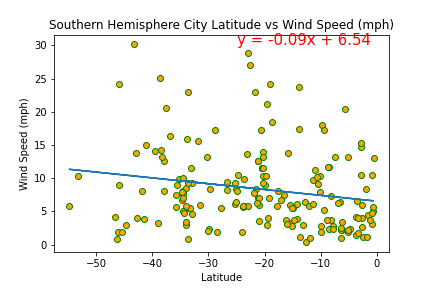 Southern Hemisphere City Latitude vs Wind Speed (mph)
y = -0.09x + 6.54
30
25
20
15
10
5
0
Wind Speed (mph)
−50 −40 −30 −20 −10 0
Latitude